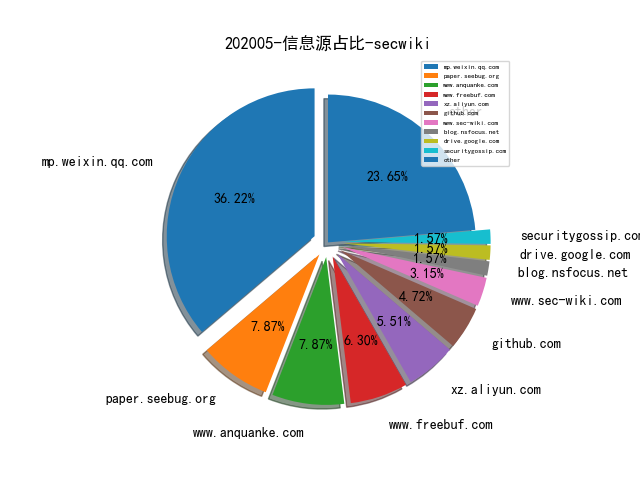 202005-信息源占比-secwiki
mp.weixin.qq.com
paper.seebug.org
www.anquanke.com
www.freebuf.com
xz.aliyun.com
github.com
www.sec-wiki.com
blog.nsfocus.net
drive.google.com
securitygossip.com
other
other
mp.weixin.qq.com
36.22%
23.65%
1.57%
securitygossip.com
1.57%
drive.google.com
1.57%
blog.nsfocus.net
3.15%
www.sec-wiki.com
4.72%
github.com
5.51%
xz.aliyun.com
6.30%
www.freebuf.com
7.87%
www.anquanke.com
7.87%
paper.seebug.org